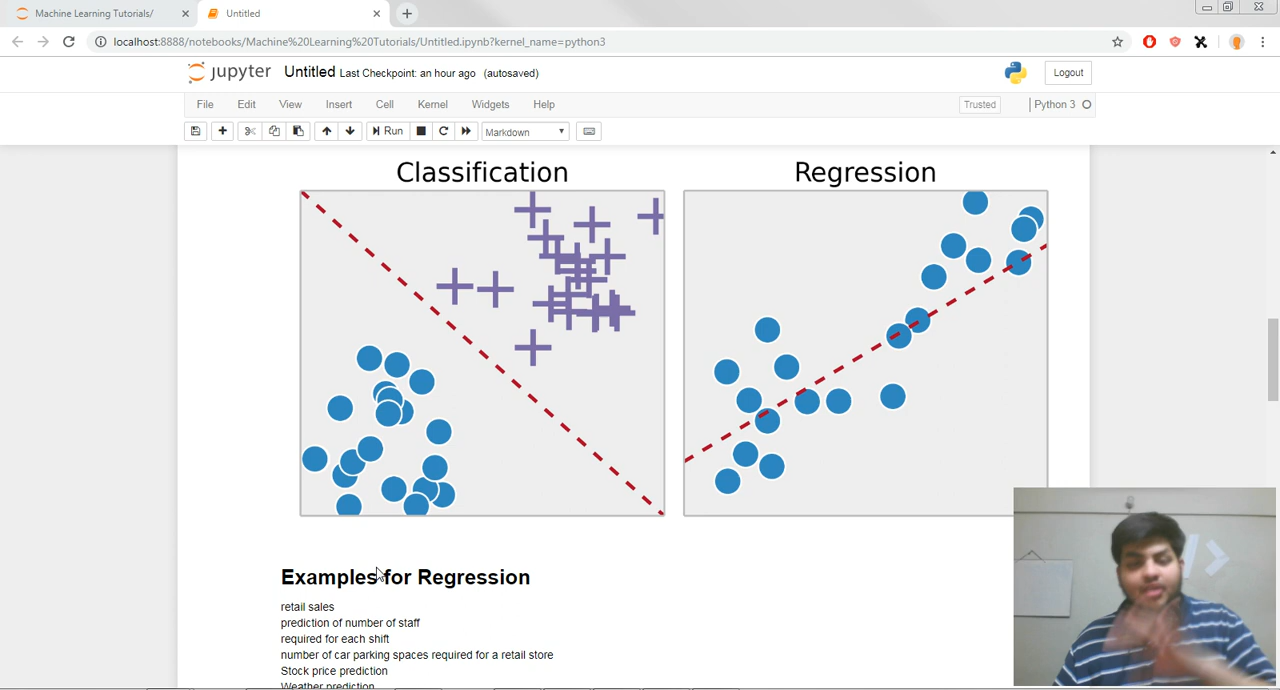 Machine Learning Tutorials/
Untitled
localhost:8888/notebooks/Machine%20Learning%20Tutorials/Untitled.ipynb?kernel_name=python3
jupyter Untitled Last Checkpoint: an hour ago (autosaved)
Logout
File Edit View Insert Cell Kernel Widgets Help
Trusted
Python 3
Run
Markdown
Classification
Regression
Examples for Regression
retail sales
prediction of number of staff
required for each shift
number of car parking spaces required for a retail store
Stock price prediction
Weather prediction